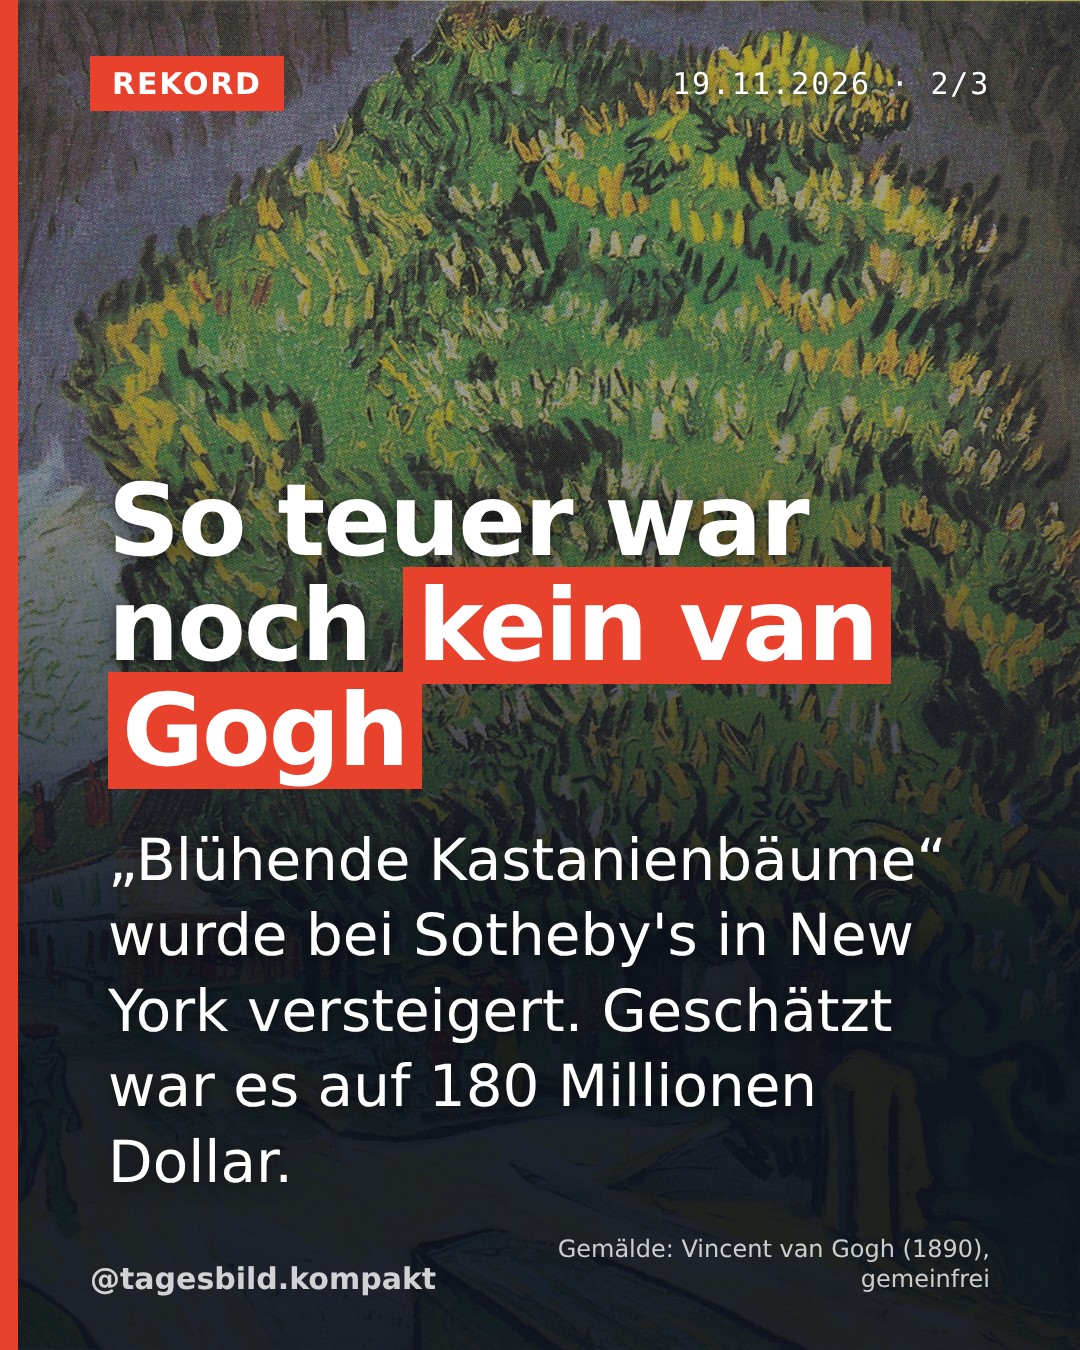 REKORD
19.11.2026 · 2/3
So teuer war
noch kein van
Gogh
„Blühende Kastanienbäume“
wurde bei Sotheby's in New
York versteigert. Geschätzt
war es auf 180 Millionen
Dollar.
Gemälde: Vincent van Gogh (1890),
gemeinfrei
@tagesbild.kompakt